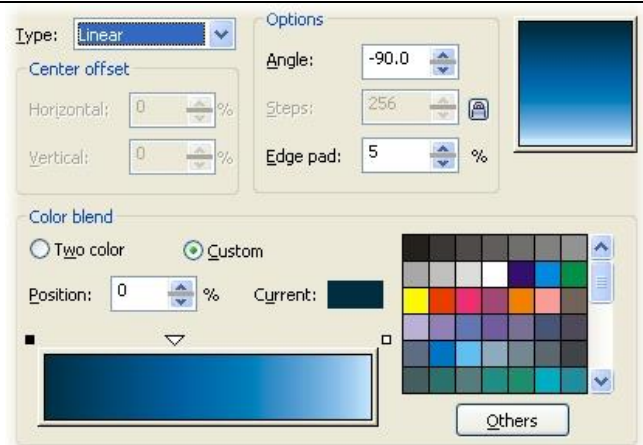 Type: Linear
Center offset
Horizontal: 0 %
Vertical: 0 %
Options
Angle: -90.0
Steps: 256
Edge pad: 5 %
Color blend
Two color Custom
Position: 0 % Current:
Others